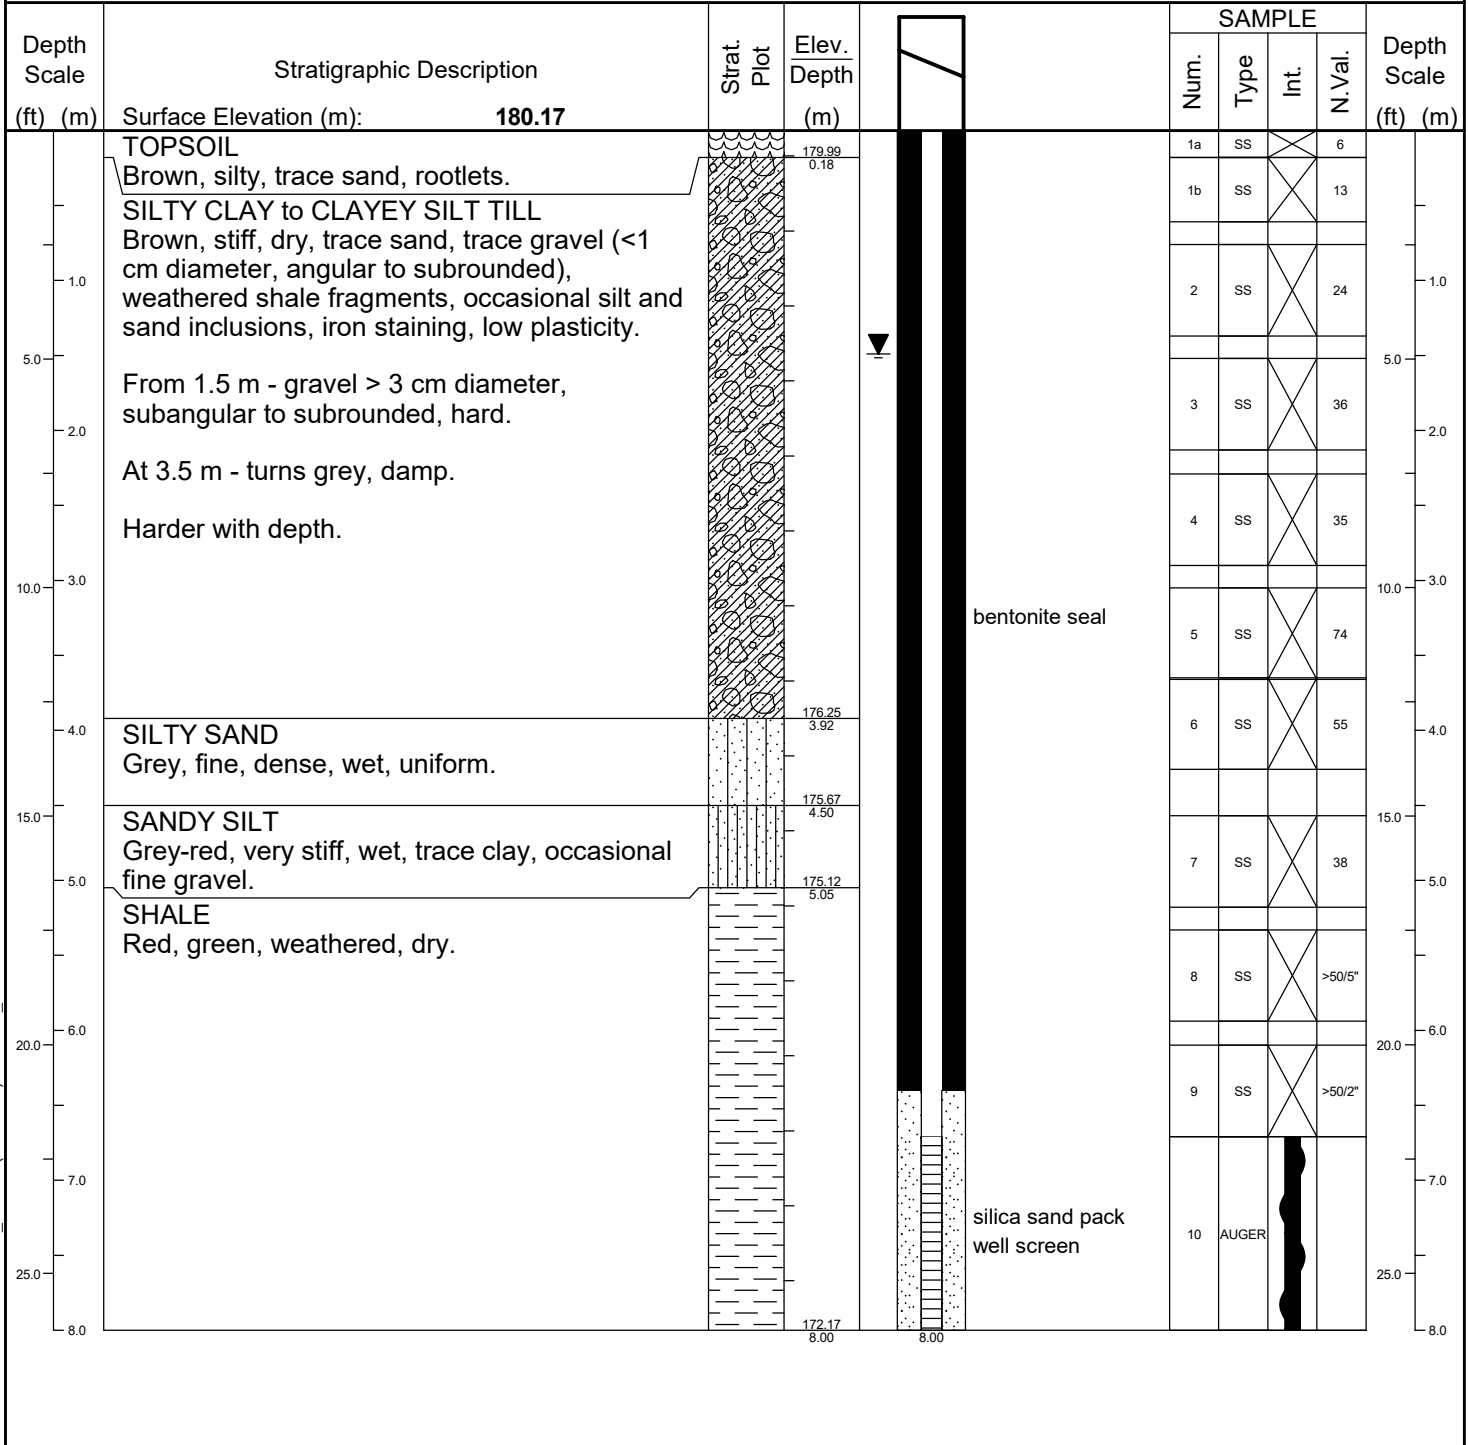 SAMPLE
Depth Scale
(ft) (m)
Stratigraphic Description
Surface Elevation (m): 180.17
Strat. Plot
Elev. Depth
(m)
Num.
Type
Int.
N.Val.
Depth Scale
(ft) (m)
TOPSOIL
Brown, silty, trace sand, rootlets.
SILTY CLAY to CLAYEY SILT TILL
Brown, stiff, dry, trace sand, trace gravel (<1
cm diameter, angular to subrounded),
weathered shale fragments, occasional silt and
sand inclusions, iron staining, low plasticity.
From 1.5 m - gravel > 3 cm diameter,
subangular to subrounded, hard.
At 3.5 m - turns grey, damp.
Harder with depth.
SILTY SAND
Grey, fine, dense, wet, uniform.
SANDY SILT
Grey-red, very stiff, wet, trace clay, occasional
fine gravel.
SHALE
Red, green, weathered, dry.
1.0
5.0
2.0
10.0
3.0
4.0
15.0
5.0
6.0
20.0
7.0
25.0
8.0
179.99
0.18
176.25
3.92
175.67
4.50
175.12
5.05
172.17
8.00
8.00
bentonite seal
silica sand pack
well screen
1a SS 6
1b SS 13
2 SS 24
3 SS 36
4 SS 35
5 SS 74
6 SS 55
7 SS 38
8 SS >50/5"
9 SS >50/2"
10 AUGER
1.0
5.0
2.0
10.0
3.0
4.0
15.0
5.0
6.0
20.0
7.0
25.0
8.0